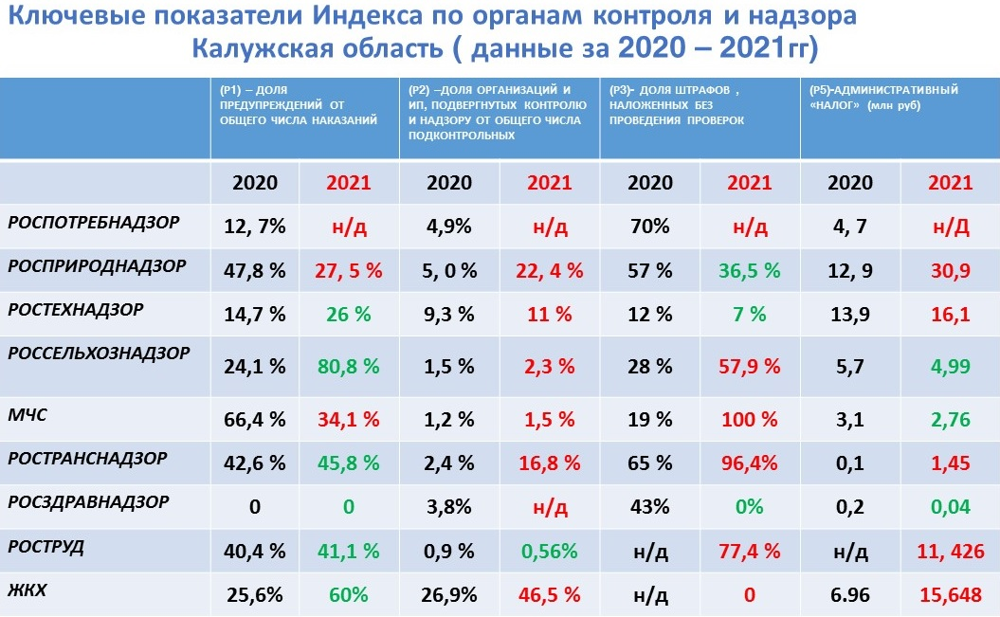 Ключевые показатели Индекса по органам контроля и надзора
Калужская область ( данные за 2020 – 2021гг)
(Р1) – ДОЛЯ ПРЕДУПРЕЖДЕНИЙ ОТ ОБЩЕГО ЧИСЛА НАКАЗАНИЙ
(Р2) –ДОЛЯ ОРГАНИЗАЦИЙ И ИП, ПОДВЕРГНУТЫХ КОНТРОЛЮ И НАДЗОРУ ОТ ОБЩЕГО ЧИСЛА ПОДКОНТРОЛЬНЫХ
(Р3)- ДОЛЯ ШТРАФОВ , НАЛОЖЕННЫХ БЕЗ ПРОВЕДЕНИЯ ПРОВЕРОК
(Р5)-АДМИНИСТРАТИВНЫЙ «НАЛОГ» (млн руб)
2020 2021 2020 2021 2020 2021 2020 2021
РОСПОТРЕБНАДЗОР 12, 7% н/д 4,9% н/д 70% н/д 4, 7 н/Д
РОСПРИРОДНАДЗОР 47,8 % 27, 5 % 5, 0 % 22, 4 % 57 % 36,5 % 12, 9 30,9
РОСТЕХНАДЗОР 14,7 % 26 % 9,3 % 11 % 12 % 7 % 13,9 16,1
РОССЕЛЬХОЗНАДЗОР 24,1 % 80,8 % 1,5 % 2,3 % 28 % 57,9 % 5,7 4,99
МЧС 66,4 % 34,1 % 1,2 % 1,5 % 19 % 100 % 3,1 2,76
РОСТРАНСНАДЗОР 42,6 % 45,8 % 2,4 % 16,8 % 65 % 96,4% 0,1 1,45
РОСЗДРАВНАДЗОР 0 0 3,8% н/д 43% 0% 0,2 0,04
РОСТРУД 40,4 % 41,1 % 0,9 % 0,56% н/д 77,4 % н/д 11, 426
ЖКХ 25,6% 60% 26,9% 46,5 % н/д 0 6.96 15,648